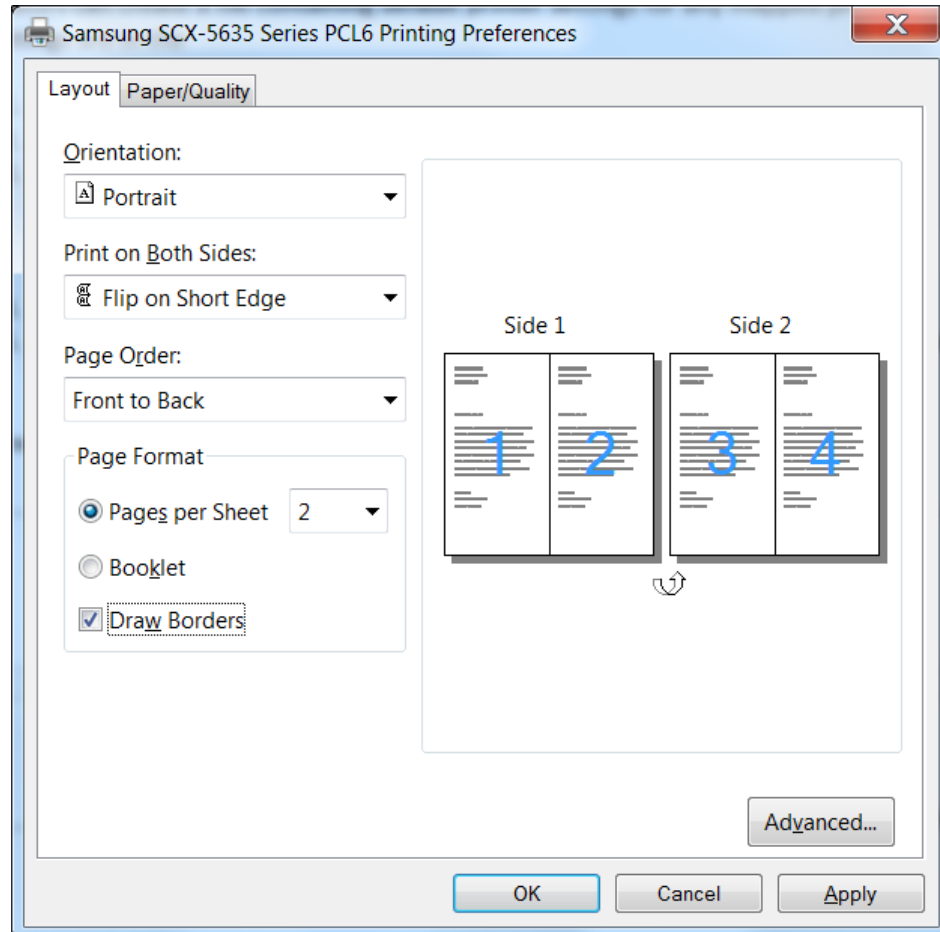 Samsung SCX-5635 Series PCL6 Printing Preferences
X
Layout
Paper/Quality
Orientation:
A Portrait
Print on Both Sides:
Flip on Short Edge
Page Order:
Front to Back
Page Format
Pages per Sheet 2
Booklet
Draw Borders
Side 1
Side 2
1 2 3 4
Advanced...
OK
Cancel
Apply